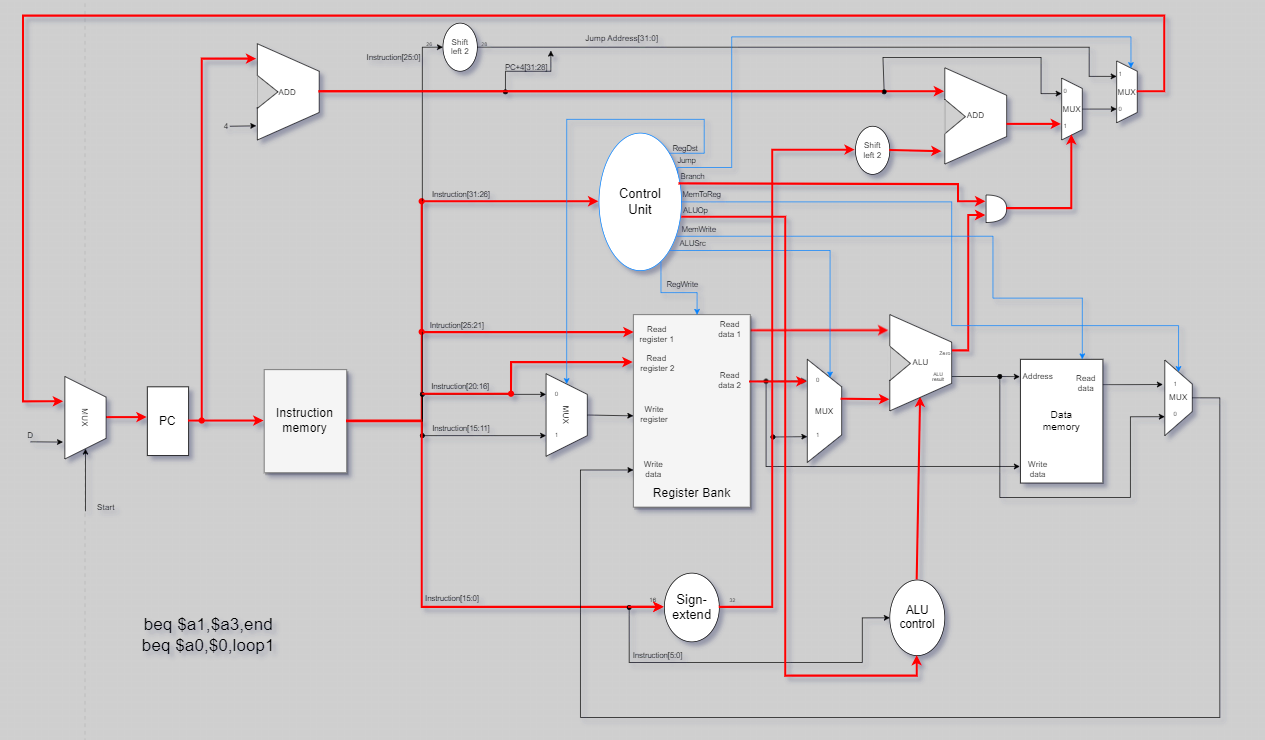 Jump Address[31:0]
26
Shift
left 2
28
Instruction[25:0]
PC+4[31:28]
1
MUX
0
ADD
0
MUX
1
ADD
4
Shift
left 2
RegDst
Jump
Branch
Control
Unit
Instruction[31:26]
MemToReg
ALUOp
MemWrite
ALUSrc
RegWrite
Intruction[25:21]
Read
register 1
Read
data 1
Read
register 2
Zero
ALU
ALU
result
Instruction[20:16]
Read
data 2
0
MUX
1
0
MUX
1
Address
Read
data
1
MUX
0
MUX
PC
Instruction
memory
Write
register
Data
memory
D
Instruction[15:11]
Write
data
Write
data
Register Bank
Start
Instruction[15:0]
16
Sign-
extend
32
ALU
control
Instruction[5:0]
beq $a1,$a3,end
beq $a0,$0,loop1